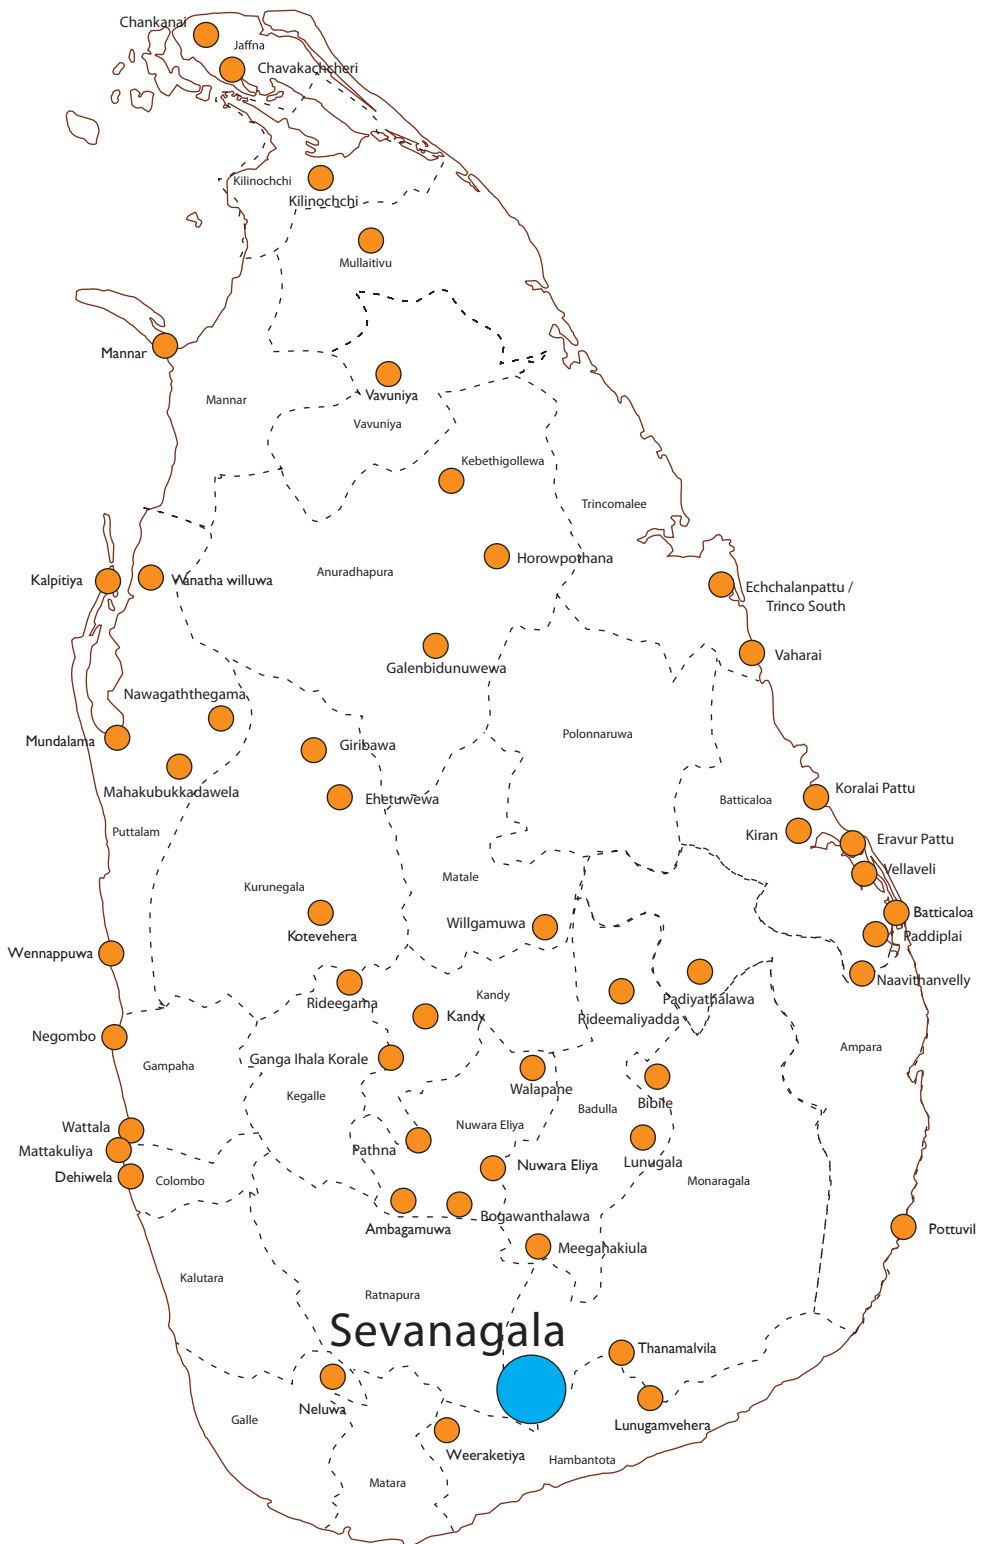 Chankanai
Jaffna
Chavakachcheri
Kilinochchi
Kilinochchi
Mullaitivu
Mannar
Vavuniya
Mannar
Vavuniya
Kebethigollewa
Trincomalee
Horowpothana
Anuradhapura
Kalpitiya
Wanatha willuwa
Echchalanpattu /
Trinco South
Vaharai
Galenbidunuwewa
Nawagaththegama
Mundalama
Giribawa
Polonnaruwa
Mahakubukkadawela
Ehetuwewa
Koralai Pattu
Batticaloa
Puttalam
Kiran
Eravur Pattu
Vellaveli
Matale
Kurunegala
Batticaloa
Willgamuwa
Kotevehera
Paddiplai
Wennappuwa
Naavithanvelly
Kandy
Padiyathalawa
Rideegama
Kandy
Rideemaliyadda
Negombo
Ampara
Ganga Ihala Korale
Gampaha
Walapane
Kegalle
Bibile
Badulla
Nuwara Eliya
Wattala
Pathna
Mattakuliya
Lunugala
Nuwara Eliya
Dehiwela
Colombo
Monaragala
Bogawanthalawa
Ambagamuwa
Pottuvil
Meegahakiula
Kalutara
Ratnapura
Sevanagala
Thanamalvila
Neluwa
Galle
Lunugamvehera
Weeraketiya
Hambantota
Matara